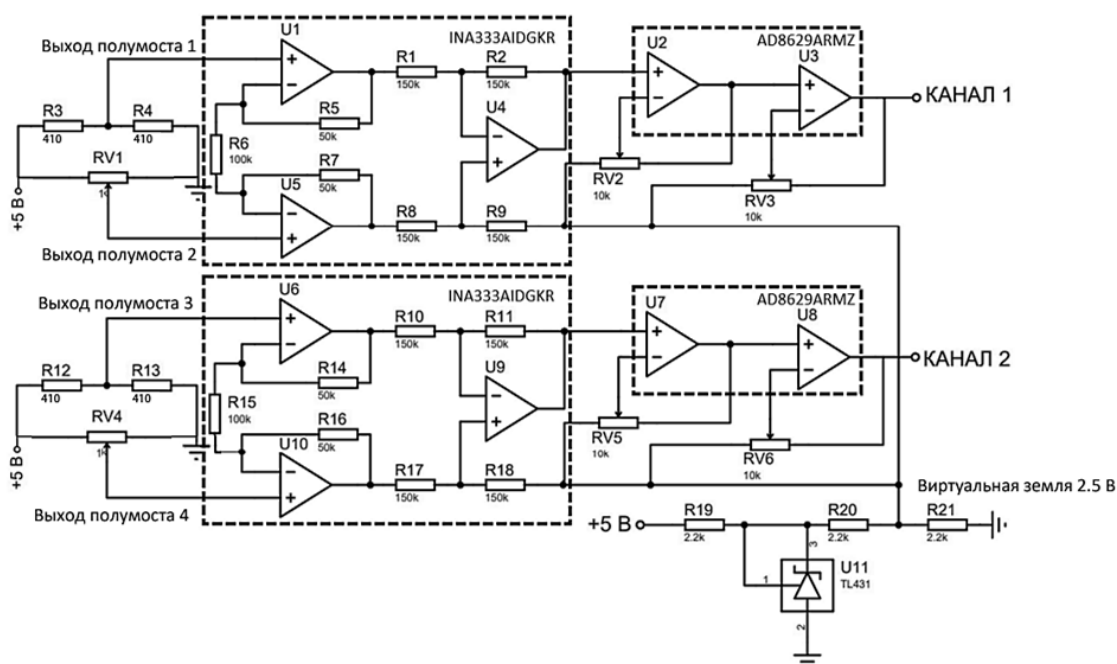 U1
INA333AIDGKR
Выход полумоста 1
R1
150k
R2
150k
U2
AD8629ARMZ
U3
КАНАЛ 1
R3
410
R4
410
R5
50k
U4
R6
100k
RV1
1K
+5 В
R7
50k
U5
RV2
10k
RV3
10k
R8
150k
R9
150k
Выход полумоста 2
U6
INA333AIDGKR
Выход полумоста 3
R10
150k
R11
150k
U7
AD8629ARMZ
U8
КАНАЛ 2
R12
410
R13
410
R14
50k
U9
R15
100k
RV4
1K
+5 В
R16
50k
U10
RV5
10k
RV6
10k
R17
150k
R18
150k
Выход полумоста 4
Виртуальная земля 2.5 В
+5 В
R19
2.2k
R20
2.2k
R21
2.2k
3
U11
TL431
1
2